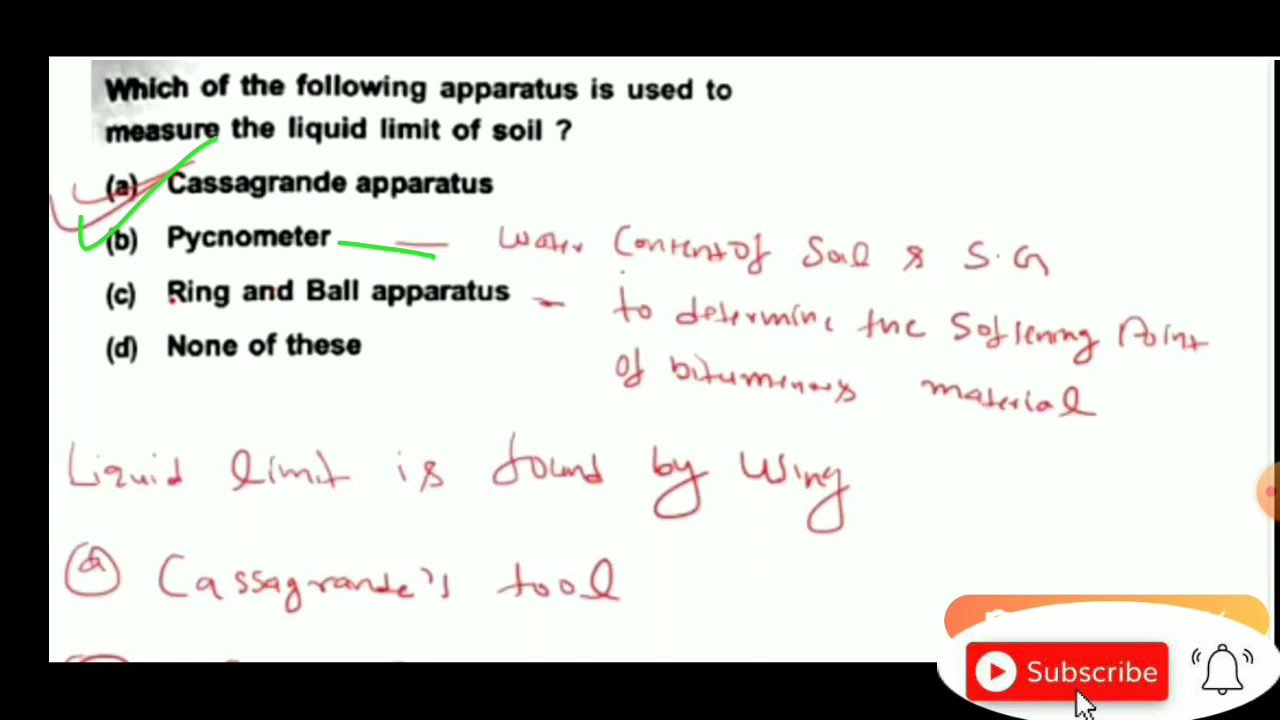 Which of the following apparatus is used to
measure the liquid limit of soil ?
(a) Cassagrande apparatus
(b) Pycnometer — Water Content of Soil & S.G
(c) Ring and Ball apparatus - to determine the Softening Point
of bituminous material
(d) None of these
Liquid limit is found by Using
(a) Cassagrande's tool
Subscribe